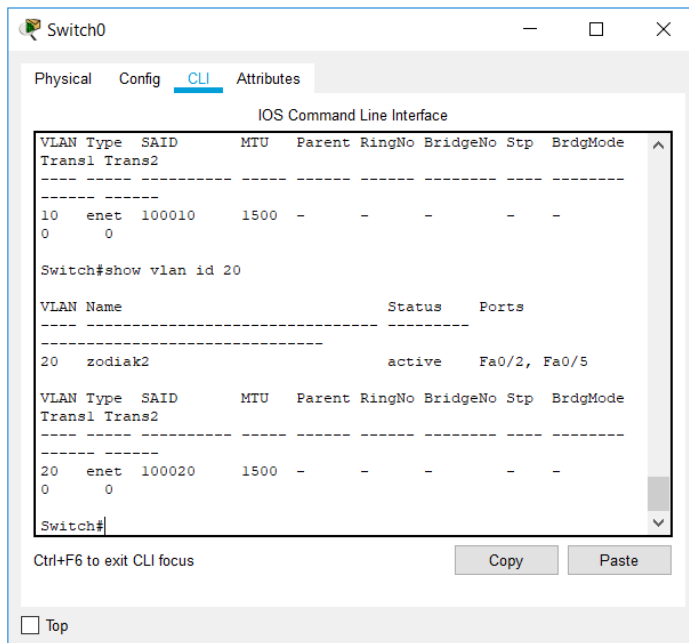 Switch0
Physical Config CLI Attributes
IOS Command Line Interface
VLAN Type SAID MTU Parent RingNo BridgeNo Stp BrdgMode
Trans1 Trans2
---- ----- ---------- ----- ------ ------ -------- ---- --------
------ ------
10 enet 100010 1500 - - - - -
0 0
Switch#show vlan id 20
VLAN Name Status Ports
---- -------------------------------- ---------
-------------------------------
20 zodiak2 active Fa0/2, Fa0/5
VLAN Type SAID MTU Parent RingNo BridgeNo Stp BrdgMode
Trans1 Trans2
---- ----- ---------- ----- ------ ------ -------- ---- --------
------ ------
20 enet 100020 1500 - - - - -
0 0
Switch#
Ctrl+F6 to exit CLI focus
Copy Paste
Top